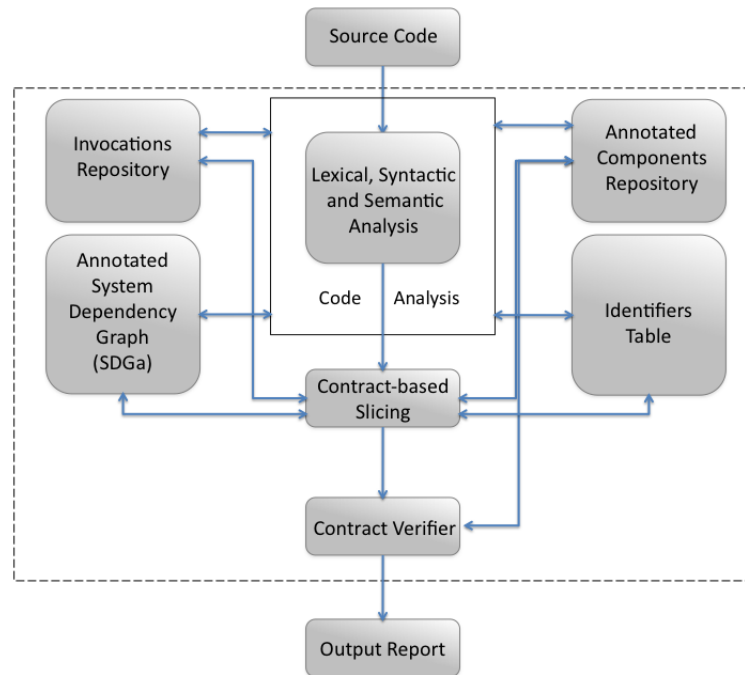 Source Code
Invocations
Repository
Lexical, Syntactic
and Semantic
Analysis
Annotated
Components
Repository
Annotated
System
Dependency
Graph
(SDGa)
Code Analysis
Identifiers
Table
Contract-based
Slicing
Contract Verifier
Output Report